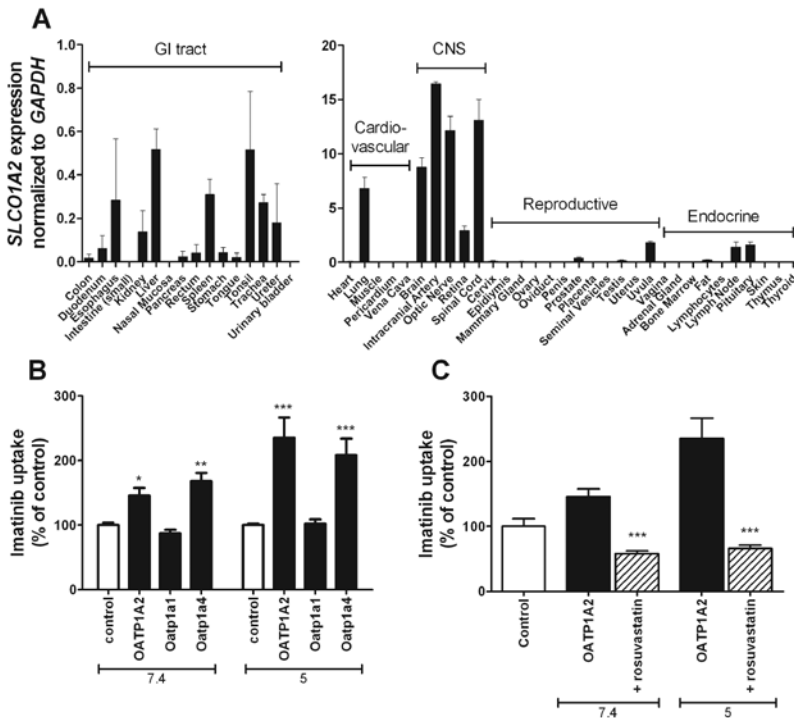 A
GI tract
CNS
Cardio-
vascular
Reproductive
Endocrine
SLCO1A2 expression
normalized to GAPDH
1.0
0.8
0.6
0.4
0.2
0.0
20
15
10
5
0
Colon
Duodenum
Esophagus
Intestine (small)
Kidney
Liver
Nasal Mucosa
Pancreas
Rectum
Spleen
Stomach
Tongue
Tonsil
Trachea
Ureter
Urinary bladder
Heart
Lung
Muscle
Pericardium
Vena Cava
Brain
Intracranial Artery
Optic Nerve
Retina
Spinal Cord
Cervix
Epidiymis
Mammary Gland
Ovary
Oviduct
Penis
Prostate
Placenta
Seminal Vesicles
Testis
Uterus
Vagina
Adrenal Gland
Bone Marrow
Fat
Lymphocytes
Lymph Node
Pituitary
Skin
Thymus
Thyroid
B
Imatinib uptake
(% of control)
300
200
100
0
*
**
***
***
control
OATP1A2
Oatp1a1
Oatp1a4
control
OATP1A2
Oatp1a1
Oatp1a4
7.4
5
C
Imatinib uptake
(% of control)
300
200
100
0
***
***
Control
OATP1A2
+ rosuvastatin
OATP1A2
+ rosuvastatin
7.4
5